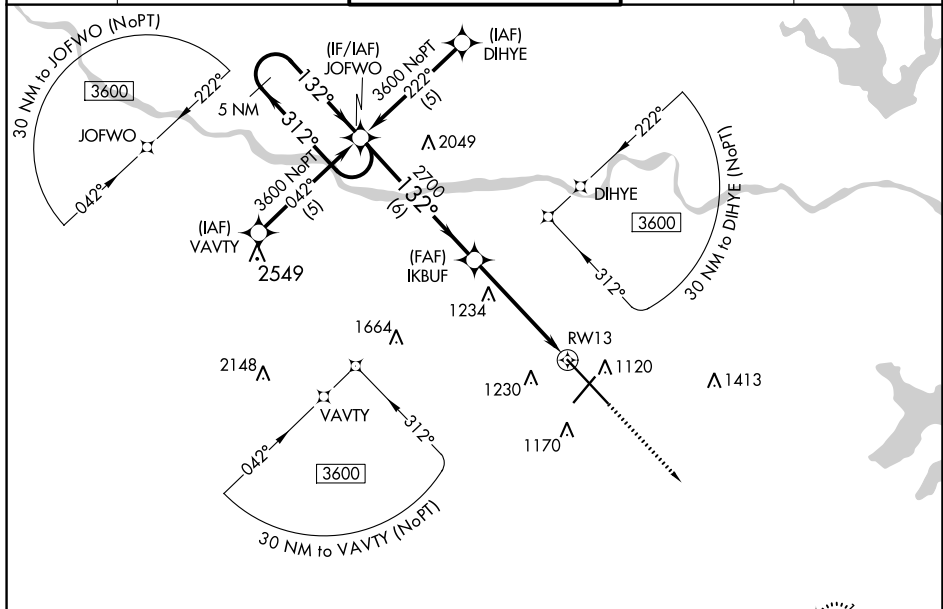 30 NM to JOFWO (NoPT)
3600
222°
JOFWO
042°
(IF/IAF)
JOFWO
(IAF)
DIHYE
3600 NoPT
222°
(5)
132°
5 NM
312°
2049
3600 NoPT
042°
(5)
(IAF)
VAVTY
2549
2700
132°
(6)
(FAF)
IKBUF
1234
222°
DIHYE
3600
312°
30 NM to DIHYE (NoPT)
1664
2148
RW13
1230
1120
1413
1170
VAVTY
042°
312°
3600
30 NM to VAVTY (NoPT)